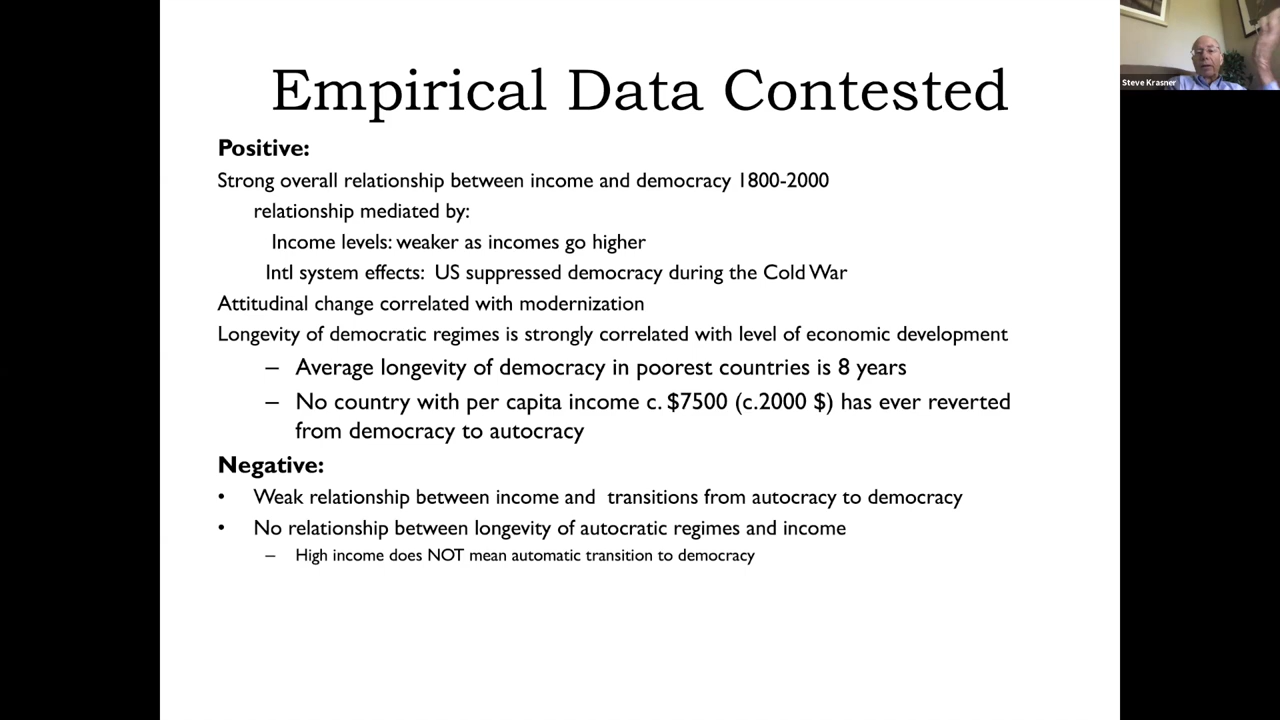 Empirical Data Contested
Steve Krasner
Positive:
Strong overall relationship between income and democracy 1800-2000
relationship mediated by:
Income levels: weaker as incomes go higher
Intl system effects: US suppressed democracy during the Cold War
Attitudinal change correlated with modernization
Longevity of democratic regimes is strongly correlated with level of economic development
– Average longevity of democracy in poorest countries is 8 years
– No country with per capita income c. $7500 (c.2000 $) has ever reverted
from democracy to autocracy
Negative:
• Weak relationship between income and transitions from autocracy to democracy
• No relationship between longevity of autocratic regimes and income
– High income does NOT mean automatic transition to democracy